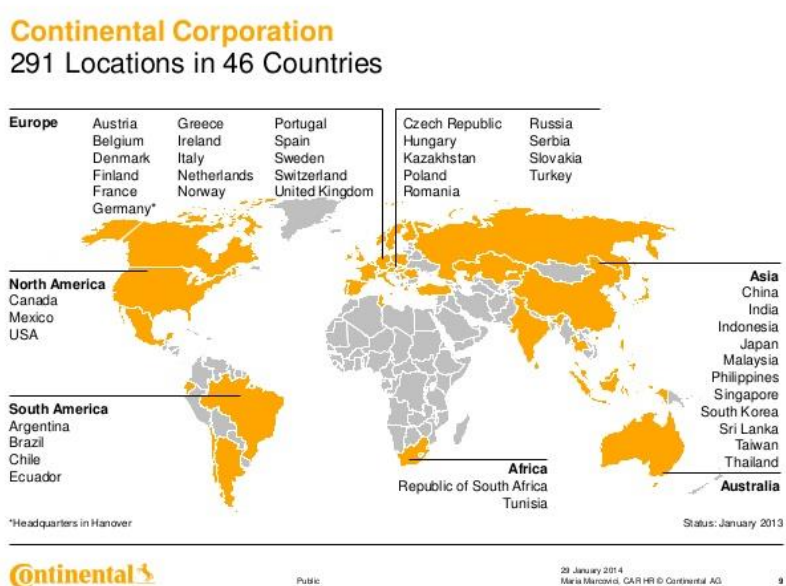 Continental Corporation
291 Locations in 46 Countries
Europe
Austria
Belgium
Denmark
Finland
France
Germany*
Greece
Ireland
Italy
Netherlands
Norway
Portugal
Spain
Sweden
Switzerland
United Kingdom
Czech Republic
Hungary
Kazakhstan
Poland
Romania
Russia
Serbia
Slovakia
Turkey
North America
Canada
Mexico
USA
South America
Argentina
Brazil
Chile
Ecuador
Africa
Republic of South Africa
Tunisia
Asia
China
India
Indonesia
Japan
Malaysia
Philippines
Singapore
South Korea
Sri Lanka
Taiwan
Thailand
Australia
*Headquarters in Hanover
Status: January 2013
Continental
Public
29 January 2014
Maria Marcovici, CAR HR © Continental AG
9